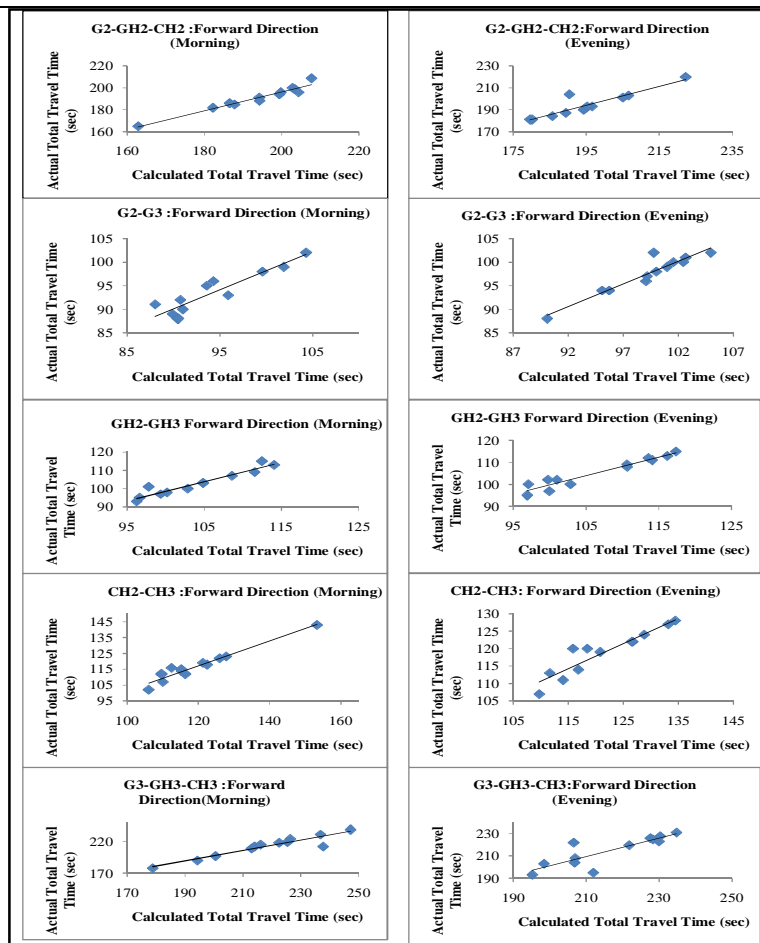 G2-GH2-CH2 :Forward Direction
(Morning)
220
200
180
160
160
180
200
220
Actual Total Travel Time
(sec)
Calculated Total Travel Time (sec)
G2-GH2-CH2:Forward Direction
(Evening)
230
210
190
170
175
195
215
235
Actual Total Travel Time
(sec)
Calculated Total Travel Time (sec)
G2-G3 :Forward Direction (Morning)
105
100
95
90
85
85
95
105
Actual Total Travel Time
(sec)
Calculated Total Travel Time (sec)
G2-G3 :Forward Direction (Evening)
105
100
95
90
85
87
92
97
102
107
Actual Total Travel Time
(sec)
Calculated Total Travel Time (sec)
GH2-GH3 Forward Direction (Morning)
120
110
100
90
95
105
115
125
Actual Total Travel
Time (sec)
Calculated Total Travel Time (sec)
GH2-GH3 Forward Direction (Evening)
120
110
100
90
95
105
115
125
Actual Total Travel
Time (sec)
Calculated Total Travel Time (sec)
CH2-CH3 :Forward Direction (Morning)
145
135
125
115
105
95
100
120
140
160
Actual Total Travel Time
(sec)
Calculated Total Travel Time (sec)
CH2-CH3: Forward Direction (Evening)
130
125
120
115
110
105
105
115
125
135
145
Actual Total Travel Time
(sec)
Calculated Total Travel Time (sec)
G3-GH3-CH3 :Forward
Direction(Morning)
220
170
170
190
210
230
250
Actual Total Travel
Time (sec)
Calculated Total Travel Time (sec)
G3-GH3-CH3:Forward Direction
(Evening)
230
210
190
190
210
230
250
Actual Total Travel
Time (sec)
Calculated Total Travel Time (sec)